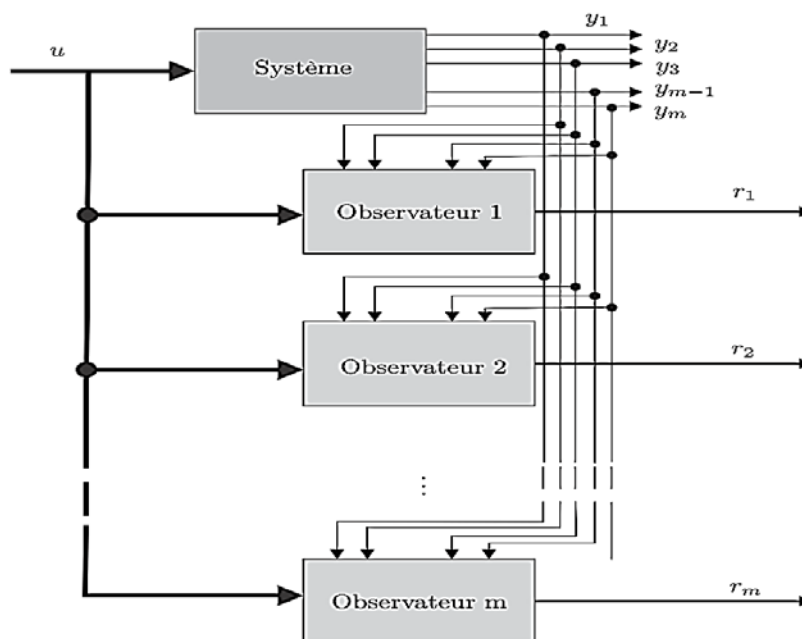 y₁
u
y₂
Système
y₃
yₘ₋₁
yₘ
Observateur 1
r₁
Observateur 2
r₂
⋮
Observateur m
rₘ